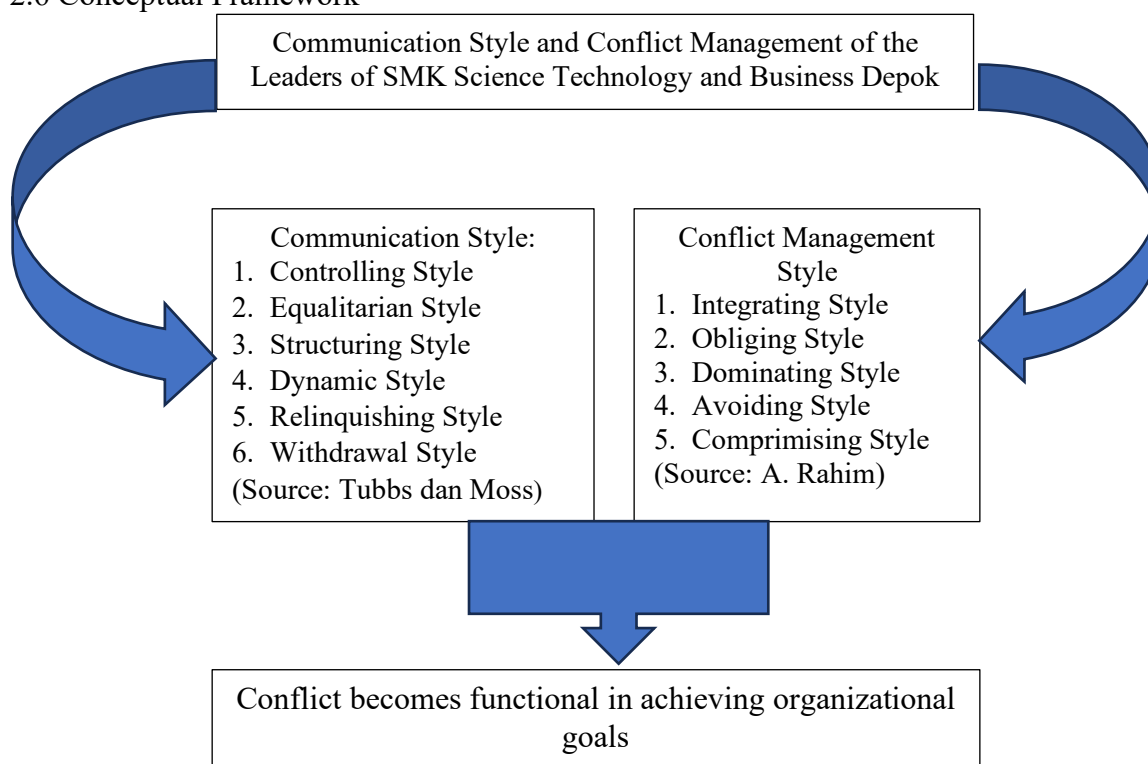 2.6 Conceptual Framework
Communication Style and Conflict Management of the
Leaders of SMK Science Technology and Business Depok
Communication Style:
1. Controlling Style
2. Equalitarian Style
3. Structuring Style
4. Dynamic Style
5. Relinquishing Style
6. Withdrawal Style
(Source: Tubbs dan Moss)
Conflict Management
Style
1. Integrating Style
2. Obliging Style
3. Dominating Style
4. Avoiding Style
5. Comprimising Style
(Source: A. Rahim)
Conflict becomes functional in achieving organizational
goals